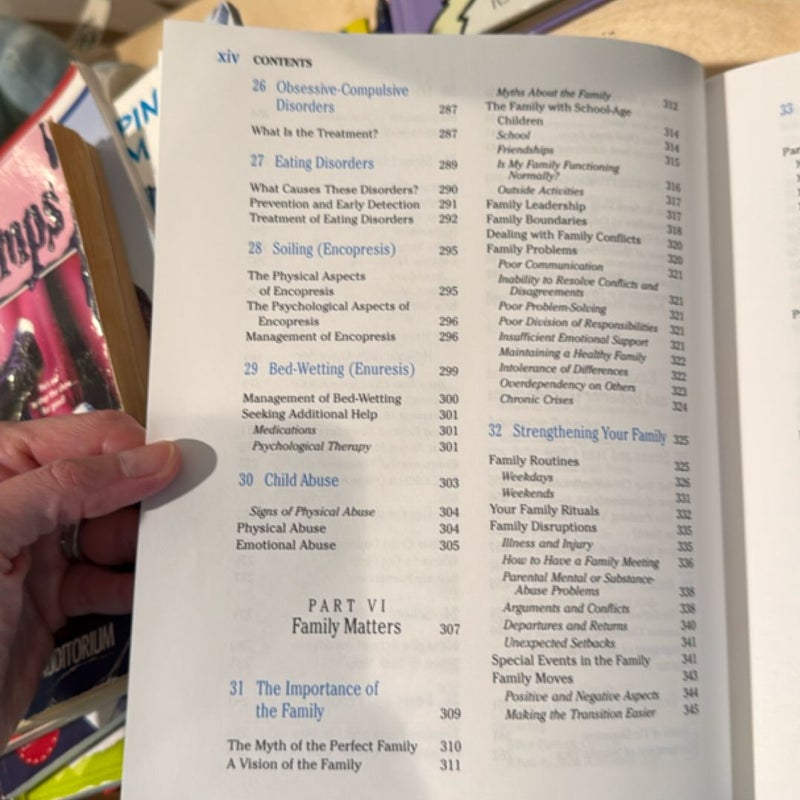 xiv CONTENTS
26 Obsessive-Compulsive
Disorders 287
What Is the Treatment? 287
27 Eating Disorders 289
What Causes These Disorders? 290
Prevention and Early Detection 291
Treatment of Eating Disorders 292
28 Soiling (Encopresis) 295
The Physical Aspects
of Encopresis 295
The Psychological Aspects of
Encopresis 296
Management of Encopresis 296
29 Bed-Wetting (Enuresis) 299
Management of Bed-Wetting 300
Seeking Additional Help 301
Medications 301
Psychological Therapy 301
30 Child Abuse 303
Signs of Physical Abuse 304
Physical Abuse 304
Emotional Abuse 305
PART VI
Family Matters 307
31 The Importance of
the Family 309
The Myth of the Perfect Family 310
A Vision of the Family 311
Myths About the Family 312
The Family with School-Age
Children 314
School 314
Friendships 315
Is My Family Functioning
Normally? 316
Outside Activities 317
Family Leadership 317
Family Boundaries 318
Dealing with Family Conflicts 320
Family Problems 320
Poor Communication 321
Inability to Resolve Conflicts and
Disagreements 321
Poor Problem-Solving 321
Poor Division of Responsibilities 321
Insufficient Emotional Support 321
Maintaining a Healthy Family 322
Intolerance of Differences 322
Overdependency on Others 323
Chronic Crises 324
32 Strengthening Your Family 325
Family Routines 325
Weekdays 326
Weekends 331
Your Family Rituals 332
Family Disruptions 335
Illness and Injury 335
How to Have a Family Meeting 336
Parental Mental or Substance-
Abuse Problems 338
Arguments and Conflicts 338
Departures and Returns 340
Unexpected Setbacks 341
Special Events in the Family 341
Family Moves 343
Positive and Negative Aspects 344
Making the Transition Easier 345
33